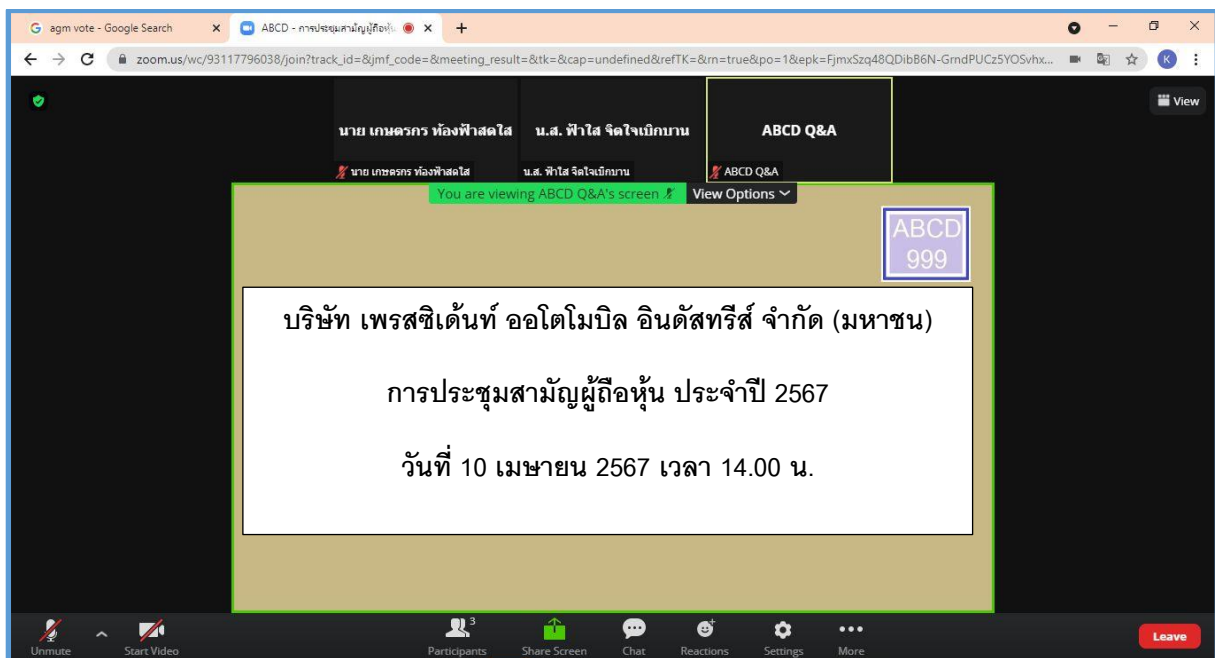 agm vote - Google Search
ABCD - การประชุมสามัญผู้ถือหุ้น
zoom.us/wc/93117796038/join?track_id=&jmf_code=&meeting_result=&tk=&cap=undefined&refTK=&rn=true&po=1&epk=FjmxSzq48QDibB6N-GrndPUCz5YOSvhx...
K
View
นาย เกษตรกร ท้องฟ้าสดใส
น.ส. ฟ้าใส จิตใจเบิกบาน
ABCD Q&A
นาย เกษตรกร ท้องฟ้าสดใส
น.ส. ฟ้าใส จิตใจเบิกบาน
ABCD Q&A
You are viewing ABCD Q&A's screen
View Options
ABCD
999
บริษัท เพรสซิเด้นท์ ออโตโมบิล อินดัสทรีส์ จำกัด (มหาชน)
การประชุมสามัญผู้ถือหุ้น ประจำปี 2567
วันที่ 10 เมษายน 2567 เวลา 14.00 น.
Unmute
Start Video
Participants
3
Share Screen
Chat
Reactions
Settings
More
Leave